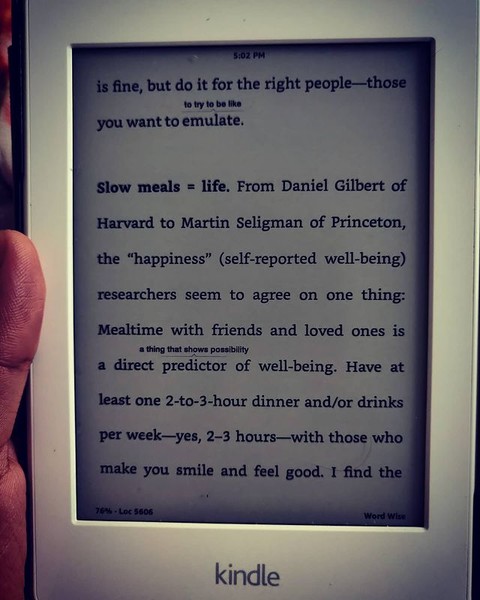 5:02 PM
is fine, but do it for the right people—those
to try to be like
you want to emulate.
Slow meals = life. From Daniel Gilbert of
Harvard to Martin Seligman of Princeton,
the “happiness” (self-reported well-being)
researchers seem to agree on one thing:
Mealtime with friends and loved ones is
a thing that shows possibility
a direct predictor of well-being. Have at
least one 2-to-3-hour dinner and/or drinks
per week—yes, 2–3 hours—with those who
make you smile and feel good. I find the
76% · Loc 5606
Word Wise
kindle